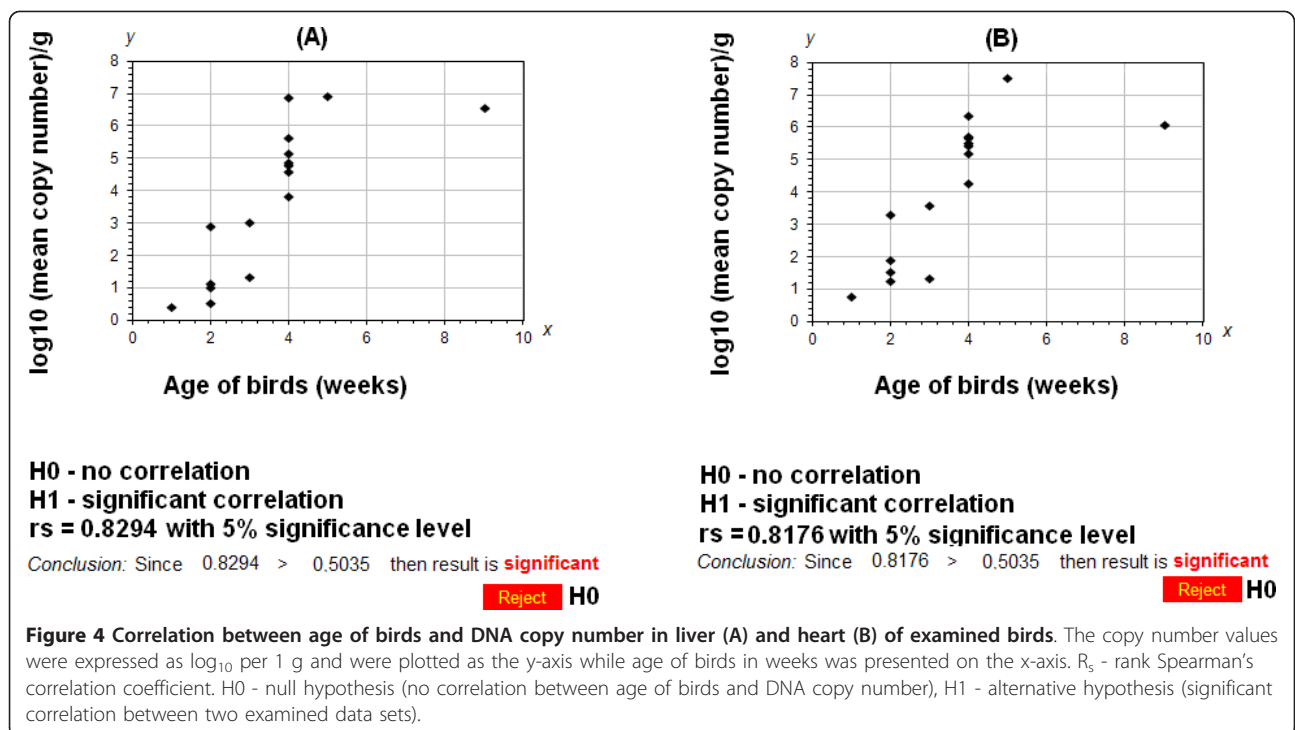 (A)
y
log10 (mean copy number)/g
8
7
6
5
4
3
2
1
0
0 2 4 6 8 10
x
Age of birds (weeks)
H0 - no correlation
H1 - significant correlation
rs = 0.8294 with 5% significance level
Conclusion: Since 0.8294 > 0.5035 then result is significant
Reject H0
(B)
y
log10 (mean copy number)/g
8
7
6
5
4
3
2
1
0
0 2 4 6 8 10
x
Age of birds (weeks)
H0 - no correlation
H1 - significant correlation
rs = 0.8176 with 5% significance level
Conclusion: Since 0.8176 > 0.5035 then result is significant
Reject H0
Figure 4 Correlation between age of birds and DNA copy number in liver (A) and heart (B) of examined birds. The copy number values
were expressed as log₁₀ per 1 g and were plotted as the y-axis while age of birds in weeks was presented on the x-axis. Rₛ - rank Spearman's
correlation coefficient. H0 - null hypothesis (no correlation between age of birds and DNA copy number), H1 - alternative hypothesis (significant
correlation between two examined data sets).